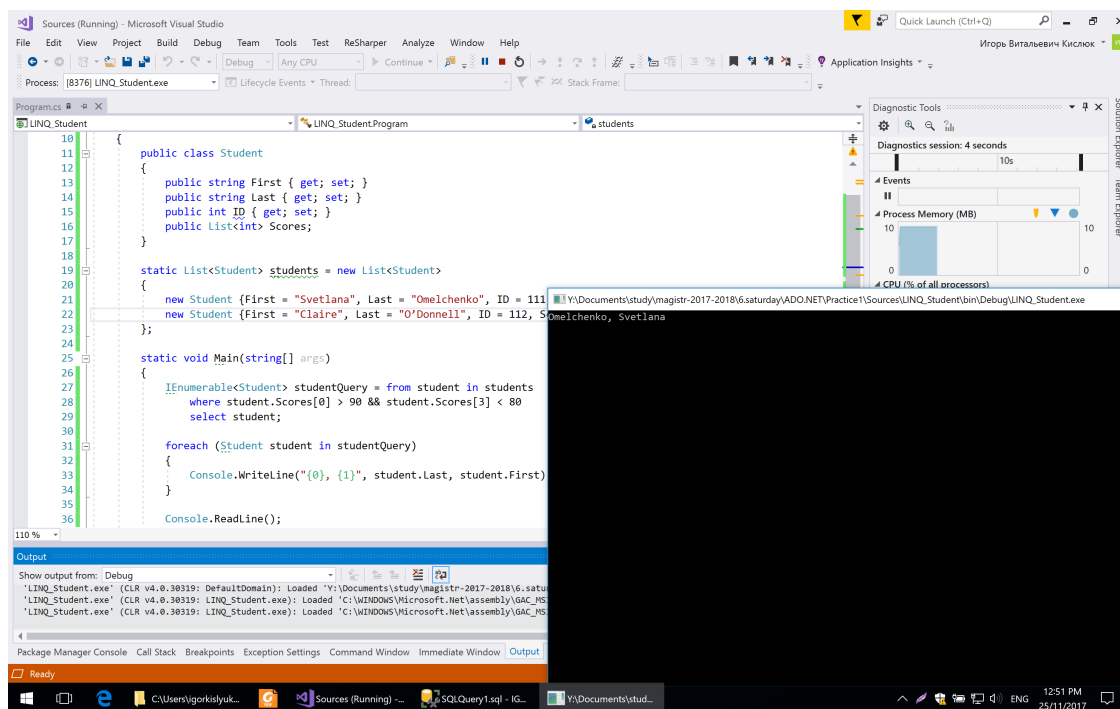 Sources (Running) - Microsoft Visual Studio
Quick Launch (Ctrl+Q)
File Edit View Project Build Debug Team Tools Test ReSharper Analyze Window Help
Игорь Витальевич Кислюк
Debug Any CPU Continue Application Insights
Process: [8376] LINQ_Student.exe Lifecycle Events Thread: Stack Frame:
Program.cs
LINQ_Student LINQ_Student.Program students
10 {
11 public class Student
12 {
13 public string First { get; set; }
14 public string Last { get; set; }
15 public int ID { get; set; }
16 public List<int> Scores;
17 }
18
19 static List<Student> students = new List<Student>
20 {
21 new Student {First = "Svetlana", Last = "Omelchenko", ID = 111
22 new Student {First = "Claire", Last = "O’Donnell", ID = 112, S
23 };
24
25 static void Main(string[] args)
26 {
27 IEnumerable<Student> studentQuery = from student in students
28 where student.Scores[0] > 90 && student.Scores[3] < 80
29 select student;
30
31 foreach (Student student in studentQuery)
32 {
33 Console.WriteLine("{0}, {1}", student.Last, student.First)
34 }
35
36 Console.ReadLine();
110 %
Diagnostic Tools
Diagnostics session: 4 seconds
10s
Events
Process Memory (MB)
10 10
0 0
CPU (% of all processors)
Solution Explorer
Team Explorer
Y:\Documents\study\magistr-2017-2018\6.saturday\ADO.NET\Practice1\Sources\LINQ_Student\bin\Debug\LINQ_Student.exe
Omelchenko, Svetlana
Output
Show output from: Debug
'LINQ_Student.exe' (CLR v4.0.30319: DefaultDomain): Loaded 'Y:\Documents\study\magistr-2017-2018\6.satur
'LINQ_Student.exe' (CLR v4.0.30319: LINQ_Student.exe): Loaded 'C:\WINDOWS\Microsoft.Net\assembly\GAC_MSI
'LINQ_Student.exe' (CLR v4.0.30319: LINQ_Student.exe): Loaded 'C:\WINDOWS\Microsoft.Net\assembly\GAC_MSI
Package Manager Console Call Stack Breakpoints Exception Settings Command Window Immediate Window Output
Ready
C:\Users\igorkislyuk... Sources (Running) -... SQLQuery1.sql - IG... Y:\Documents\stud...
ENG
12:51 PM
25/11/2017